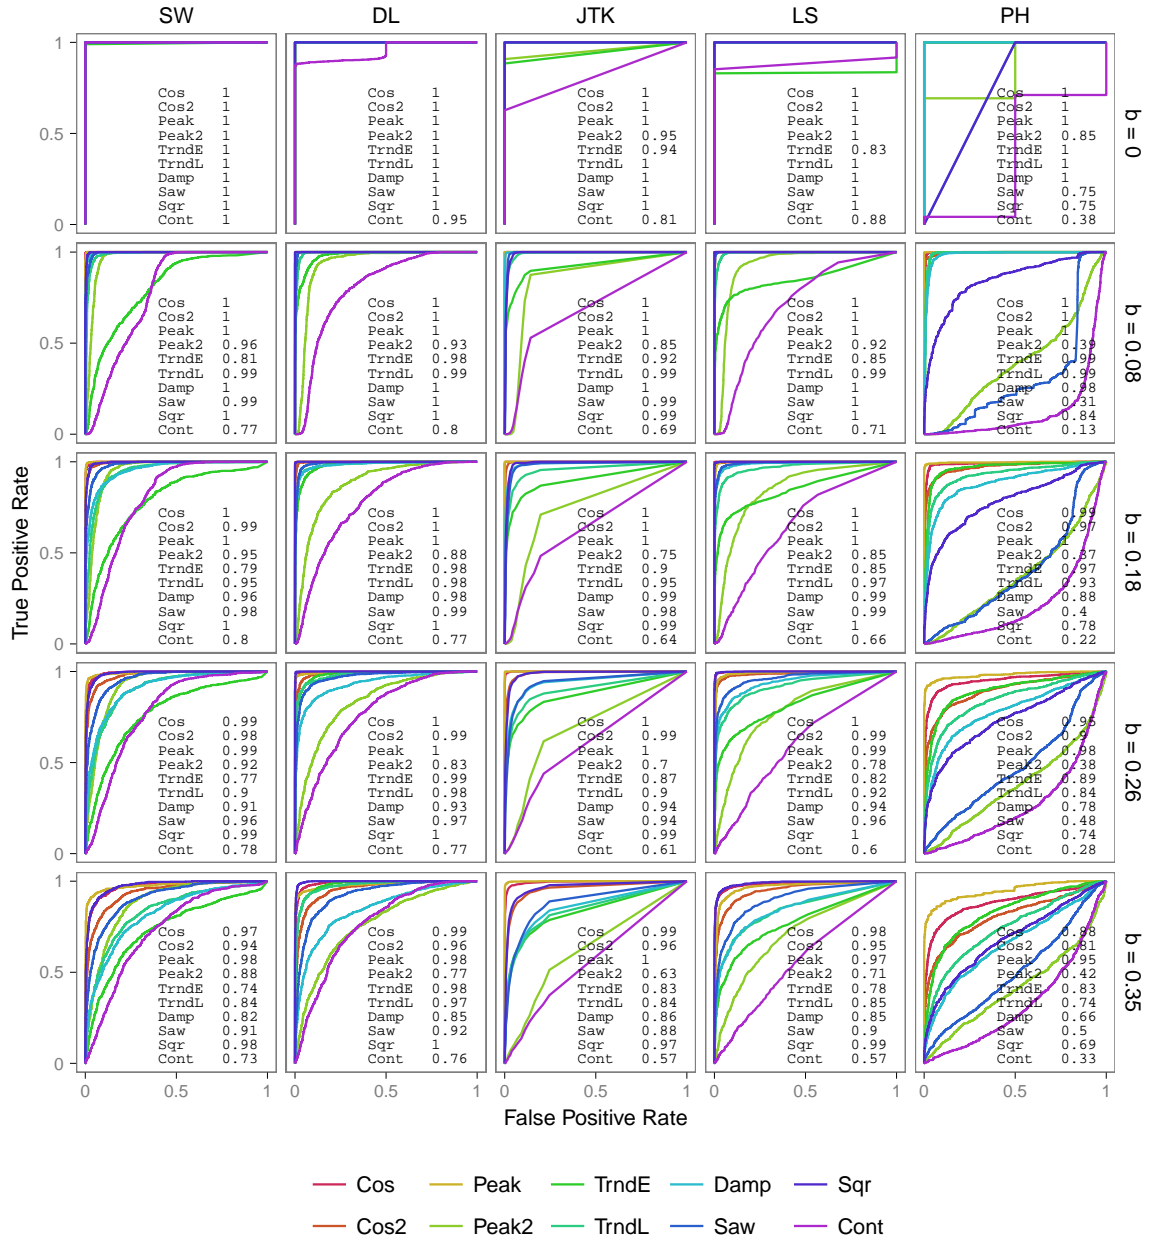 SW DL JTK LS PH
1
0.5
0
Cos 1 Cos 1 Cos 1 Cos 1 Cos 1
Cos2 1 Cos2 1 Cos2 1 Cos2 1 Cos2 1
Peak 1 Peak 1 Peak 1 Peak 1 Peak 1
Peak2 1 Peak2 1 Peak2 0.95 Peak2 1 Peak2 0.85
TrndE 1 TrndE 1 TrndE 0.94 TrndE 0.83 TrndE 1
TrndL 1 TrndL 1 TrndL 1 TrndL 1 TrndL 1
Damp 1 Damp 1 Damp 1 Damp 1 Damp 1
Saw 1 Saw 1 Saw 1 Saw 1 Saw 0.75
Sqr 1 Sqr 1 Sqr 1 Sqr 1 Sqr 0.75
Cont 1 Cont 0.95 Cont 0.81 Cont 0.88 Cont 0.38
b = 0
1
0.5
0
Cos 1 Cos 1 Cos 1 Cos 1 Cos 1
Cos2 1 Cos2 1 Cos2 1 Cos2 1 Cos2 1
Peak 1 Peak 1 Peak 1 Peak 1 Peak 1
Peak2 0.96 Peak2 0.93 Peak2 0.85 Peak2 0.92 Peak2 0.39
TrndE 0.81 TrndE 0.98 TrndE 0.92 TrndE 0.85 TrndE 0.99
TrndL 0.99 TrndL 0.99 TrndL 0.99 TrndL 0.99 TrndL 0.99
Damp 1 Damp 1 Damp 1 Damp 1 Damp 0.98
Saw 0.99 Saw 1 Saw 0.99 Saw 1 Saw 0.31
Sqr 1 Sqr 1 Sqr 0.99 Sqr 1 Sqr 0.84
Cont 0.77 Cont 0.8 Cont 0.69 Cont 0.71 Cont 0.13
b = 0.08
1
0.5
0
Cos 1 Cos 1 Cos 1 Cos 1 Cos 0.99
Cos2 0.99 Cos2 1 Cos2 1 Cos2 1 Cos2 0.97
Peak 1 Peak 1 Peak 1 Peak 1 Peak 1
Peak2 0.95 Peak2 0.88 Peak2 0.75 Peak2 0.85 Peak2 0.37
TrndE 0.79 TrndE 0.98 TrndE 0.9 TrndE 0.85 TrndE 0.97
TrndL 0.95 TrndL 0.98 TrndL 0.95 TrndL 0.97 TrndL 0.93
Damp 0.96 Damp 0.98 Damp 0.99 Damp 0.99 Damp 0.88
Saw 0.98 Saw 0.99 Saw 0.98 Saw 0.99 Saw 0.4
Sqr 1 Sqr 1 Sqr 0.99 Sqr 1 Sqr 0.78
Cont 0.8 Cont 0.77 Cont 0.64 Cont 0.66 Cont 0.22
b = 0.18
True Positive Rate
1
0.5
0
Cos 0.99 Cos 1 Cos 1 Cos 1 Cos 0.95
Cos2 0.98 Cos2 0.99 Cos2 0.99 Cos2 0.99 Cos2 0.9
Peak 0.99 Peak 1 Peak 1 Peak 0.99 Peak 0.98
Peak2 0.92 Peak2 0.83 Peak2 0.7 Peak2 0.78 Peak2 0.38
TrndE 0.77 TrndE 0.99 TrndE 0.87 TrndE 0.82 TrndE 0.89
TrndL 0.9 TrndL 0.98 TrndL 0.9 TrndL 0.92 TrndL 0.84
Damp 0.91 Damp 0.93 Damp 0.94 Damp 0.94 Damp 0.78
Saw 0.96 Saw 0.97 Saw 0.94 Saw 0.96 Saw 0.48
Sqr 0.99 Sqr 1 Sqr 0.99 Sqr 1 Sqr 0.74
Cont 0.78 Cont 0.77 Cont 0.61 Cont 0.6 Cont 0.28
b = 0.26
1
0.5
0
Cos 0.97 Cos 0.99 Cos 0.99 Cos 0.98 Cos 0.88
Cos2 0.94 Cos2 0.96 Cos2 0.96 Cos2 0.95 Cos2 0.81
Peak 0.98 Peak 0.98 Peak 1 Peak 0.97 Peak 0.95
Peak2 0.88 Peak2 0.77 Peak2 0.63 Peak2 0.71 Peak2 0.42
TrndE 0.74 TrndE 0.98 TrndE 0.83 TrndE 0.78 TrndE 0.83
TrndL 0.84 TrndL 0.97 TrndL 0.84 TrndL 0.85 TrndL 0.74
Damp 0.82 Damp 0.85 Damp 0.86 Damp 0.85 Damp 0.66
Saw 0.91 Saw 0.92 Saw 0.88 Saw 0.9 Saw 0.5
Sqr 0.98 Sqr 1 Sqr 0.97 Sqr 0.99 Sqr 0.69
Cont 0.73 Cont 0.76 Cont 0.57 Cont 0.57 Cont 0.33
b = 0.35
0 0.5 1 0 0.5 1 0 0.5 1 0 0.5 1 0 0.5 1
False Positive Rate
Cos Peak TrndE Damp Sqr
Cos2 Peak2 TrndL Saw Cont